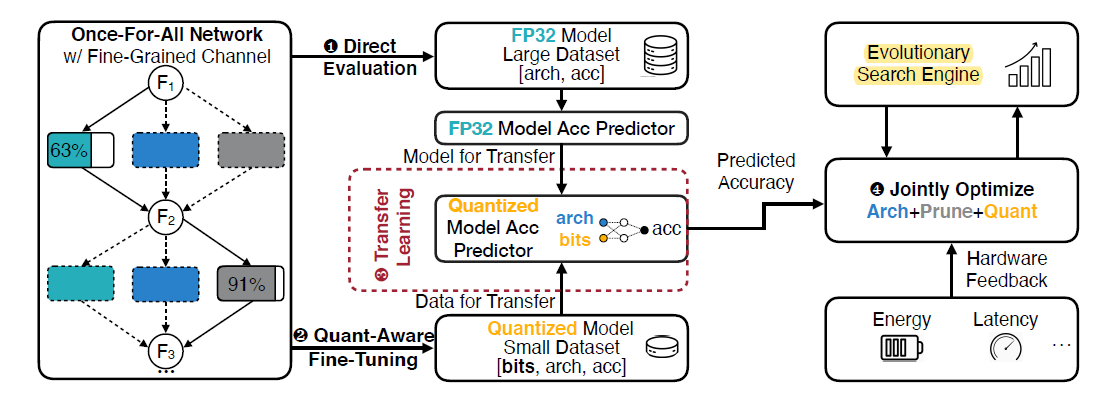 Once-For-All Network
w/ Fine-Grained Channel
F1
63%
F2
91%
F3
...
❶ Direct
Evaluation
❷ Quant-Aware
Fine-Tuning
FP32 Model
Large Dataset
[arch, acc]
FP32 Model Acc Predictor
Model for Transfer
❸ Transfer
Learning
Quantized
Model Acc
Predictor
arch
bits
acc
Data for Transfer
Quantized Model
Small Dataset
[bits, arch, acc]
Predicted
Accuracy
Evolutionary
Search Engine
❹ Jointly Optimize
Arch+Prune+Quant
Hardware
Feedback
Energy
Latency
...